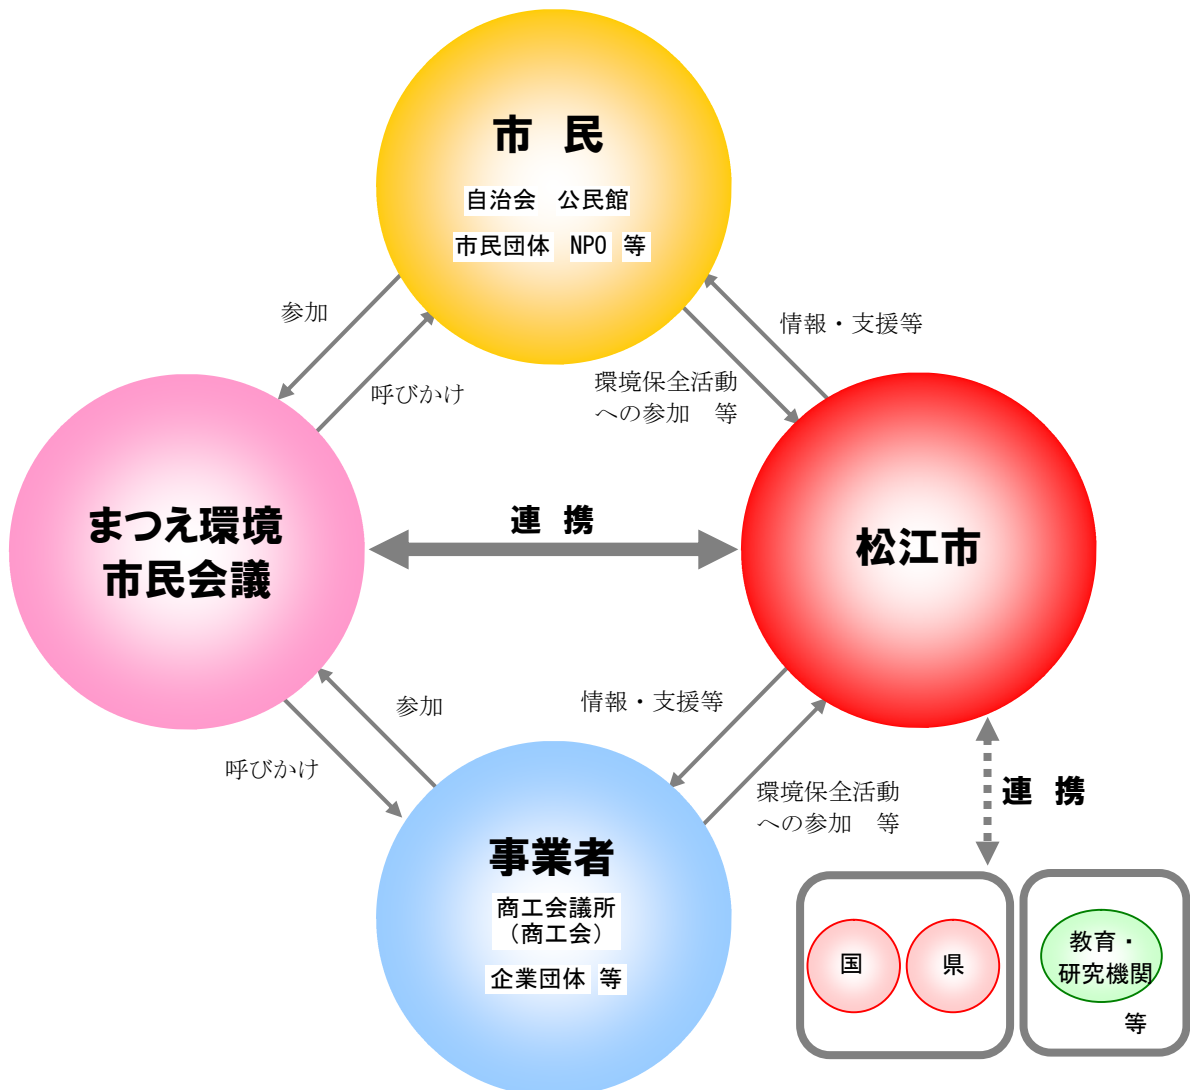 市　民
自治会　公民館
市民団体　NPO　等
参加
呼びかけ
情報・支援等
環境保全活動
への参加　等
まつえ環境
市民会議
連　携
松江市
参加
呼びかけ
情報・支援等
環境保全活動
への参加　等
事業者
商工会議所
（商工会）
企業団体　等
連　携
国
県
教育・
研究機関
等